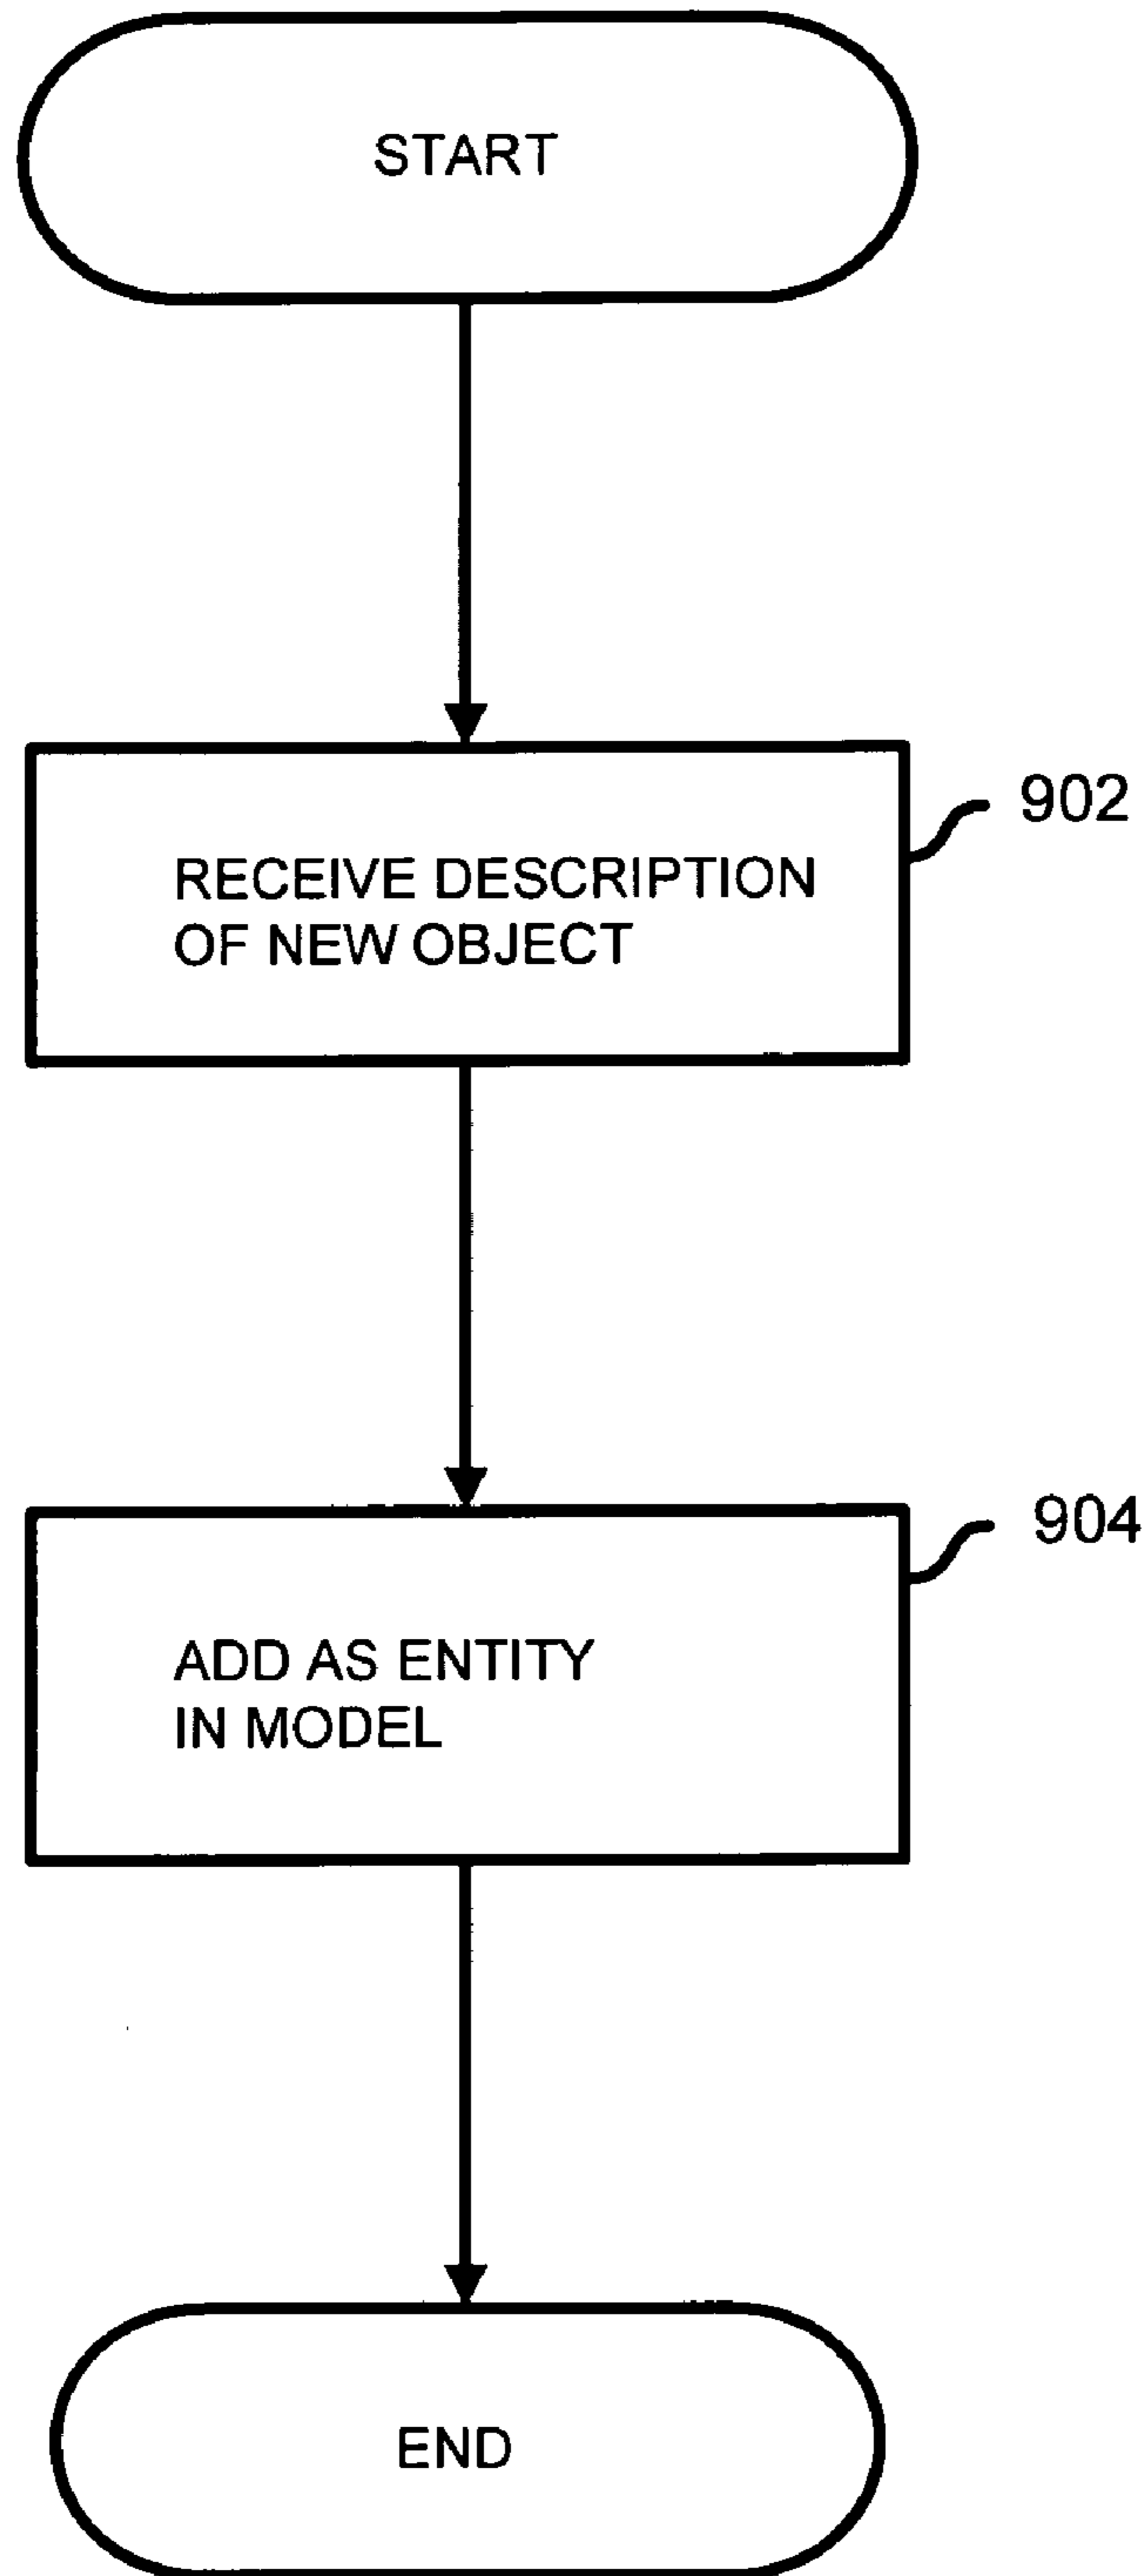 START
902
RECEIVE DESCRIPTION
OF NEW OBJECT
904
ADD AS ENTITY
IN MODEL
END